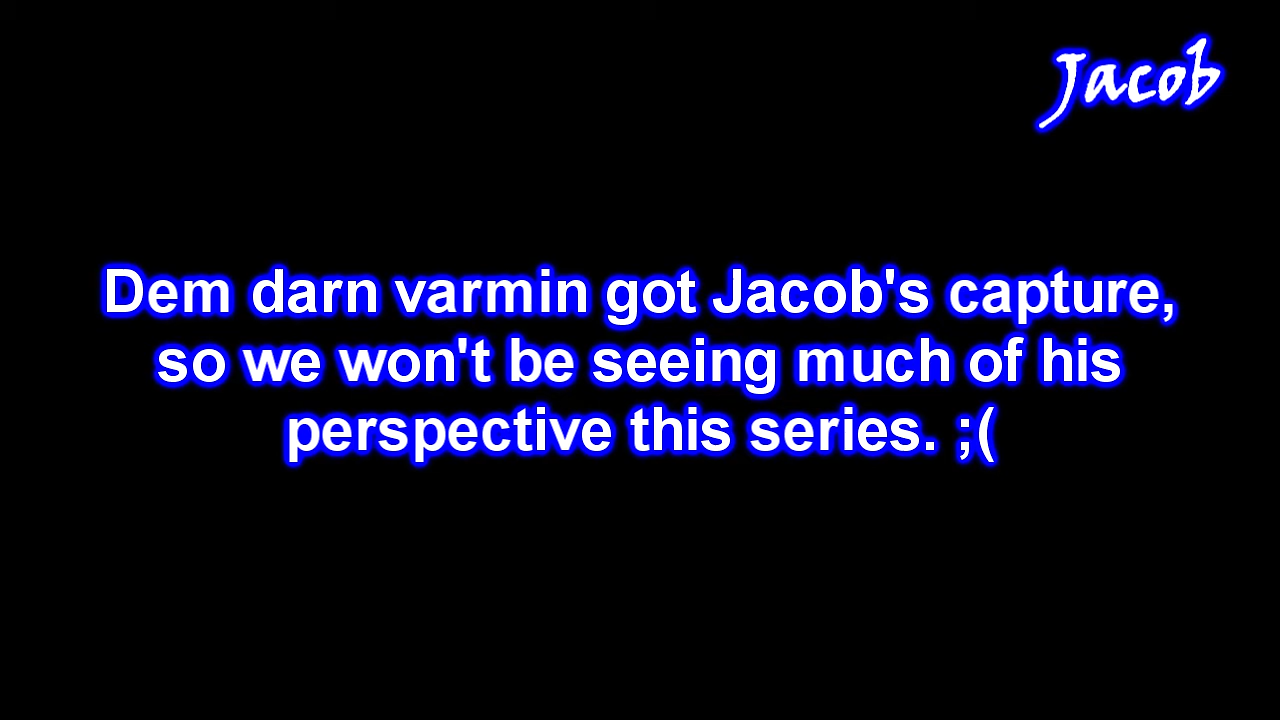 Jacob
Dem darn varmin got Jacob's capture,
so we won't be seeing much of his
perspective this series. ;(